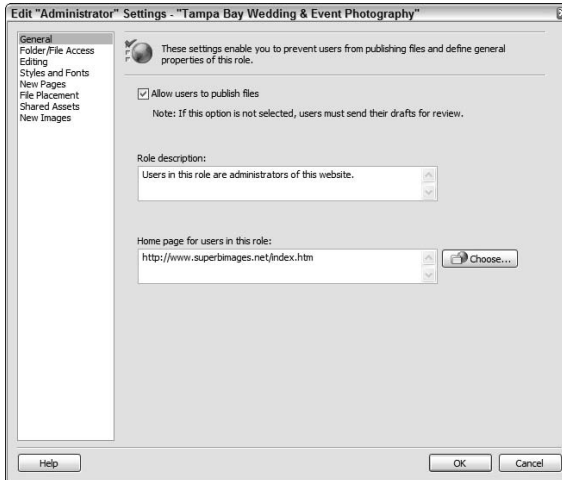 Edit "Administrator" Settings - "Tampa Bay Wedding & Event Photography"
General
Folder/File Access
Editing
Styles and Fonts
New Pages
File Placement
Shared Assets
New Images
These settings enable you to prevent users from publishing files and define general
properties of this role.
Allow users to publish files
Note: If this option is not selected, users must send their drafts for review.
Role description:
Users in this role are administrators of this website.
Home page for users in this role:
http://www.superbimages.net/index.htm
Choose...
Help
OK
Cancel